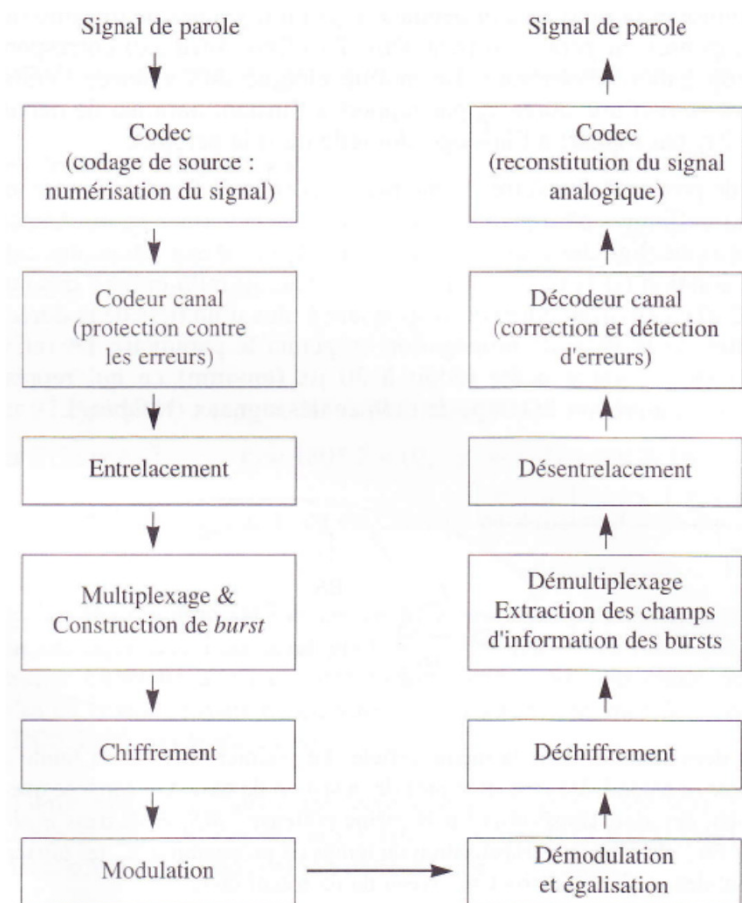 Signal de parole
Codec
(codage de source :
numérisation du signal)
Codeur canal
(protection contre
les erreurs)
Entrelacement
Multiplexage &
Construction de burst
Chiffrement
Modulation
Signal de parole
Codec
(reconstitution du signal
analogique)
Décodeur canal
(correction et détection
d'erreurs)
Désentrelacement
Démultiplexage
Extraction des champs
d'information des bursts
Déchiffrement
Démodulation
et égalisation